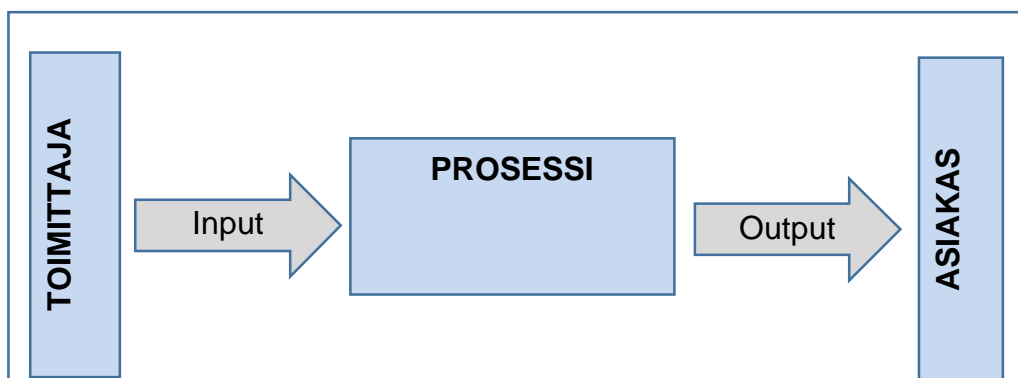 TOIMITTAJA
Input
PROSESSI
Output
ASIAKAS